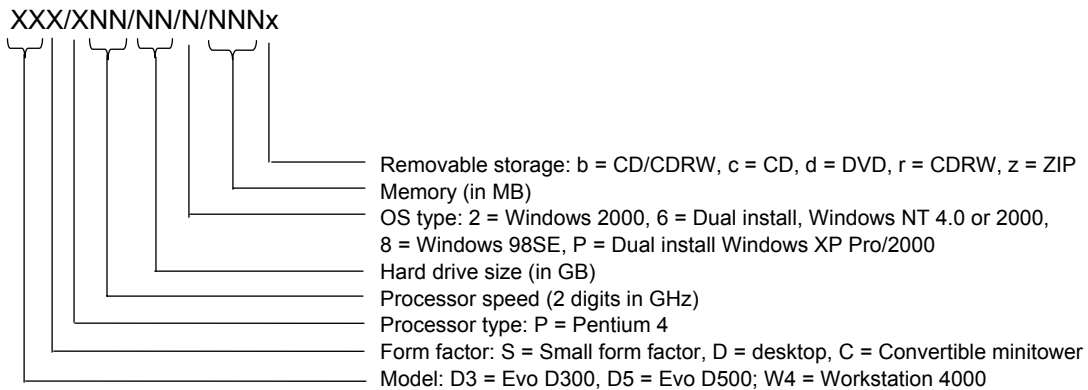 XXX/XNN/NN/N/NNNx
Removable storage: b = CD/CDRW, c = CD, d = DVD, r = CDRW, z = ZIP
Memory (in MB)
OS type: 2 = Windows 2000, 6 = Dual install, Windows NT 4.0 or 2000,
8 = Windows 98SE, P = Dual install Windows XP Pro/2000
Hard drive size (in GB)
Processor speed (2 digits in GHz)
Processor type: P = Pentium 4
Form factor: S = Small form factor, D = desktop, C = Convertible minitower
Model: D3 = Evo D300, D5 = Evo D500; W4 = Workstation 4000